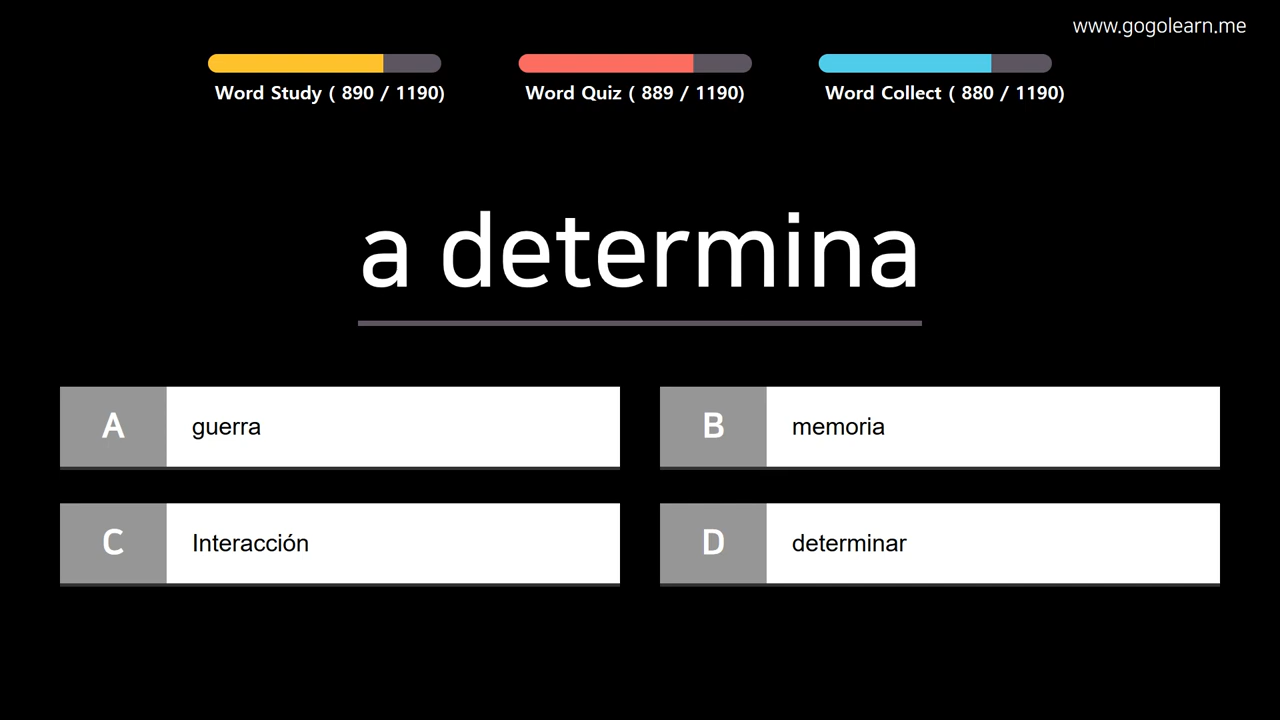 www.gogolearn.me
Word Study ( 890 / 1190)
Word Quiz ( 889 / 1190)
Word Collect ( 880 / 1190)
a determina
A guerra
B memoria
C Interacción
D determinar